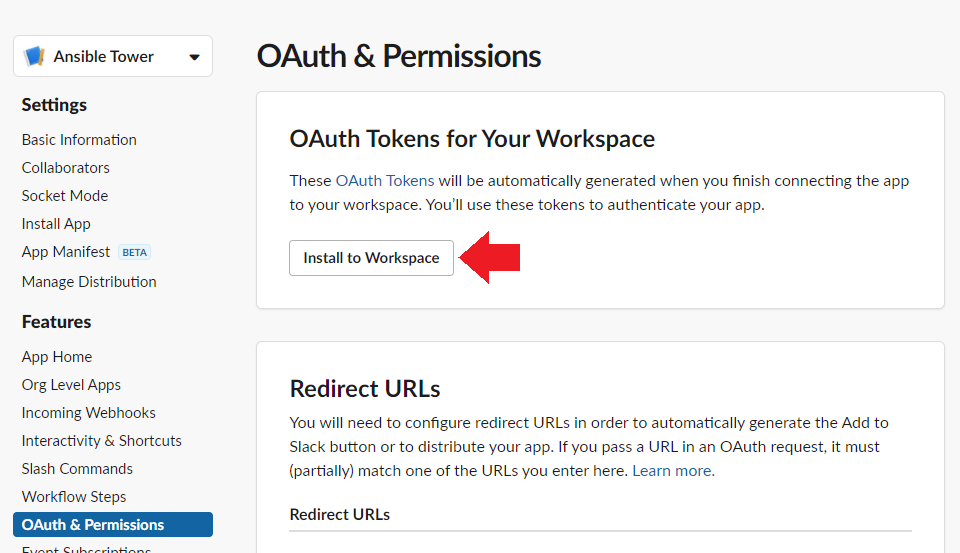 Ansible Tower
Settings
Basic Information
Collaborators
Socket Mode
Install App
App Manifest BETA
Manage Distribution
Features
App Home
Org Level Apps
Incoming Webhooks
Interactivity & Shortcuts
Slash Commands
Workflow Steps
OAuth & Permissions
Event Subscriptions
OAuth & Permissions
OAuth Tokens for Your Workspace
These OAuth Tokens will be automatically generated when you finish connecting the app
to your workspace. You’ll use these tokens to authenticate your app.
Install to Workspace
Redirect URLs
You will need to configure redirect URLs in order to automatically generate the Add to
Slack button or to distribute your app. If you pass a URL in an OAuth request, it must
(partially) match one of the URLs you enter here. Learn more.
Redirect URLs